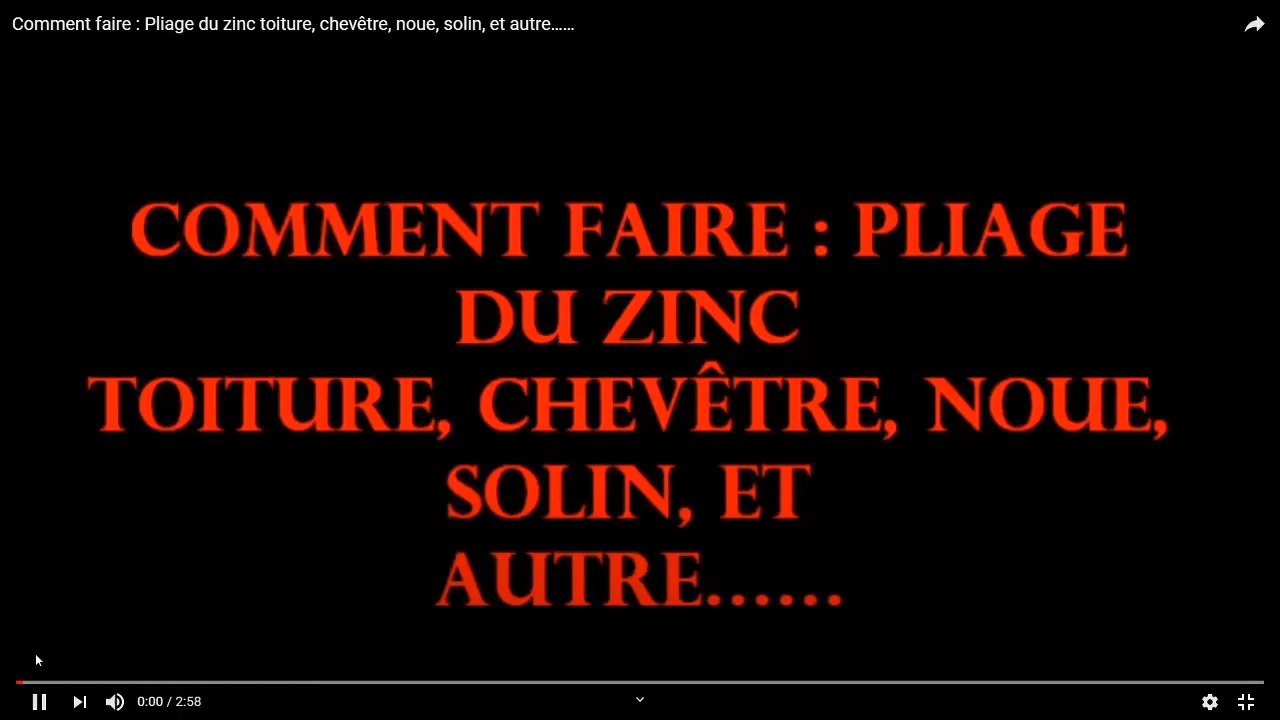 Comment faire : Pliage du zinc toiture, chevêtre, noue, solin, et autre......
COMMENT FAIRE : PLIAGE
DU ZINC
TOITURE, CHEVÊTRE, NOUE,
SOLIN, ET
AUTRE......
0:00 / 2:58